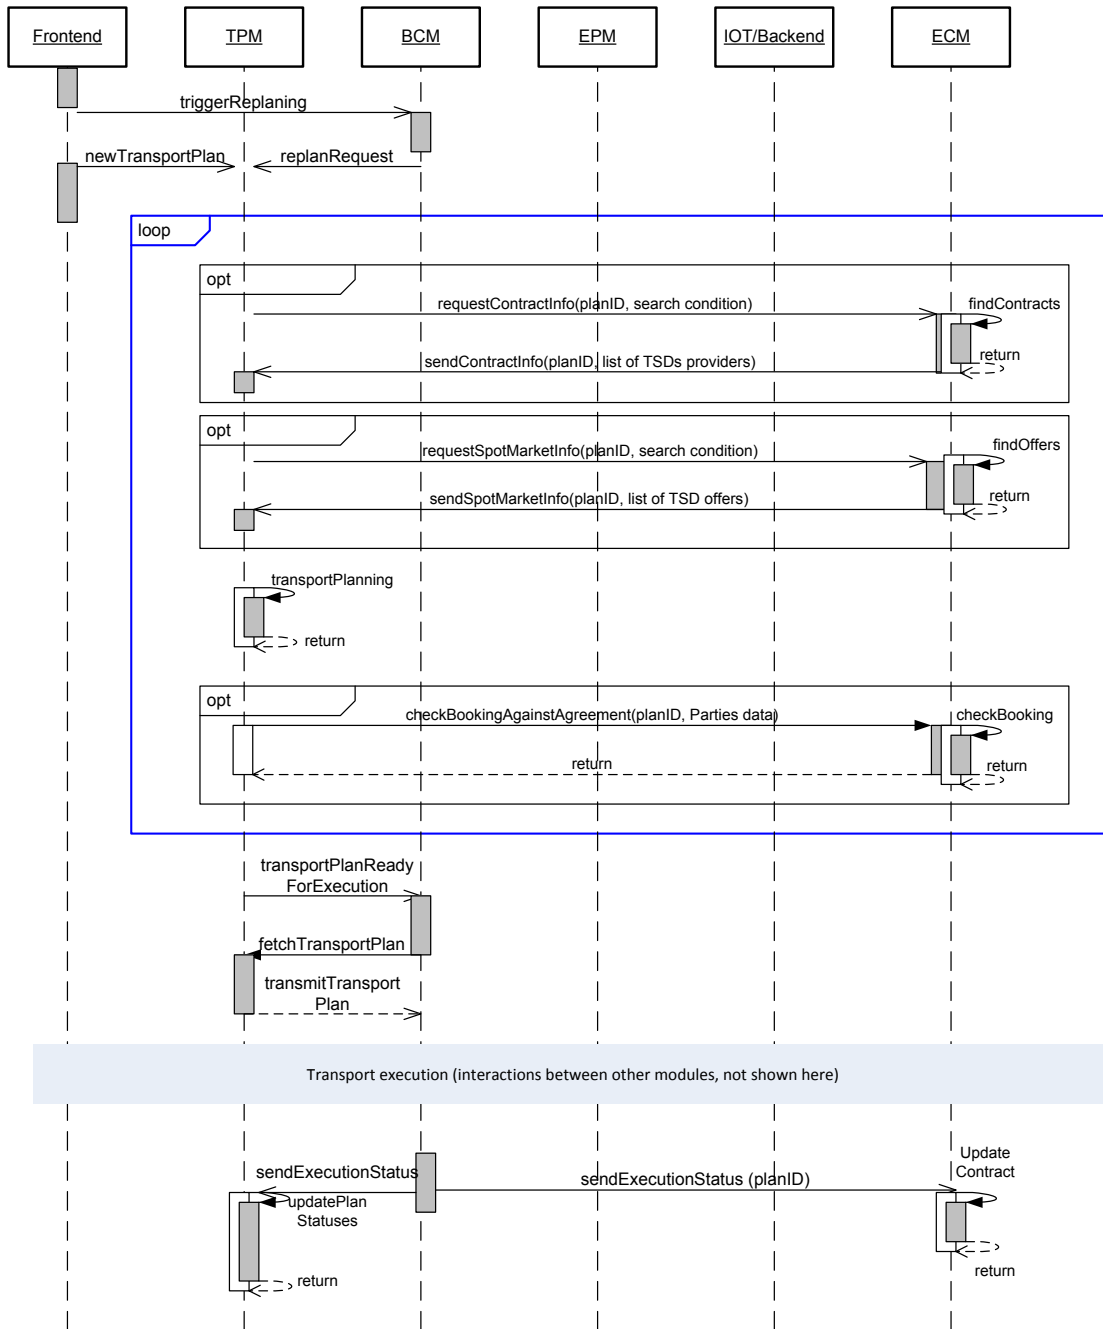 Frontend
TPM
BCM
EPM
IOT/Backend
ECM
triggerReplaning
newTransportPlan
replanRequest
loop
opt
requestContractInfo(planID, search condition)
findContracts
sendContractInfo(planID, list of TSDs providers)
return
opt
requestSpotMarketInfo(planID, search condition)
findOffers
sendSpotMarketInfo(planID, list of TSD offers)
return
transportPlanning
return
opt
checkBookingAgainstAgreement(planID, Parties data)
checkBooking
return
return
transportPlanReady
ForExecution
fetchTransportPlan
transmitTransport
Plan
Transport execution (interactions between other modules, not shown here)
sendExecutionStatus
sendExecutionStatus (planID)
Update
Contract
updatePlan
Statuses
return
return